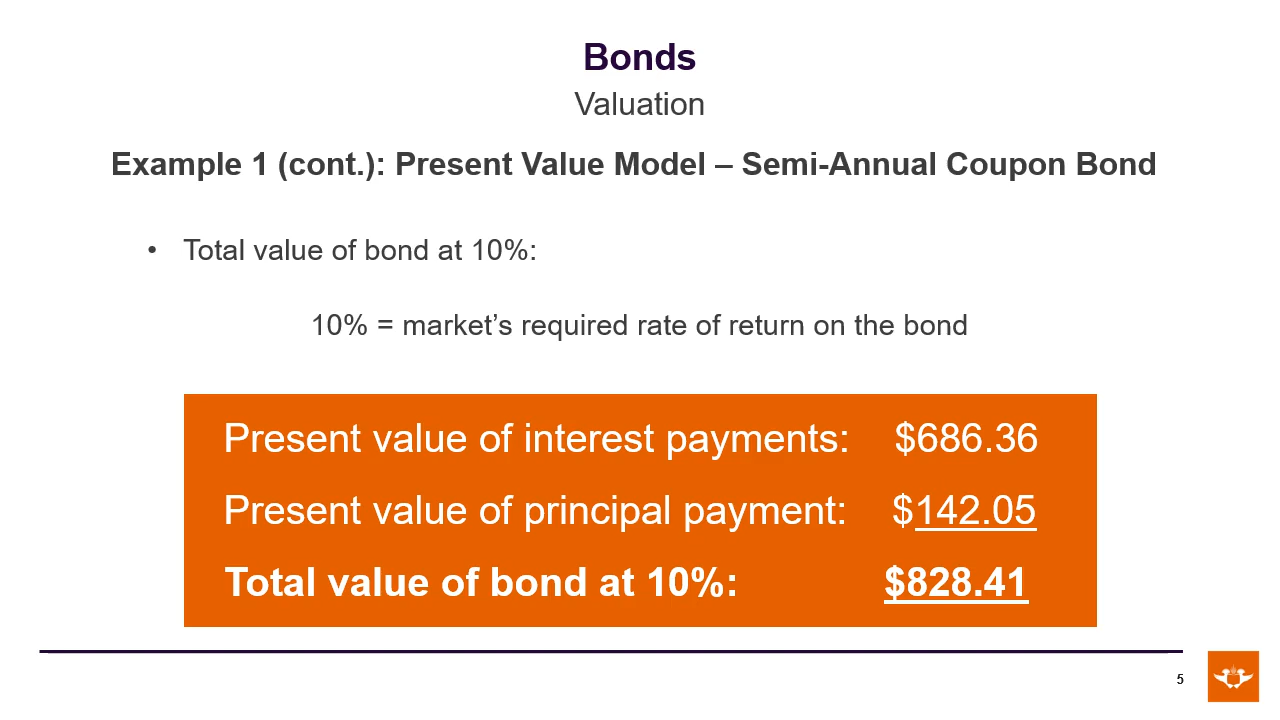 Bonds
Valuation
Example 1 (cont.): Present Value Model – Semi-Annual Coupon Bond
• Total value of bond at 10%:
10% = market’s required rate of return on the bond
Present value of interest payments: $686.36
Present value of principal payment: $142.05
Total value of bond at 10%: $828.41
5